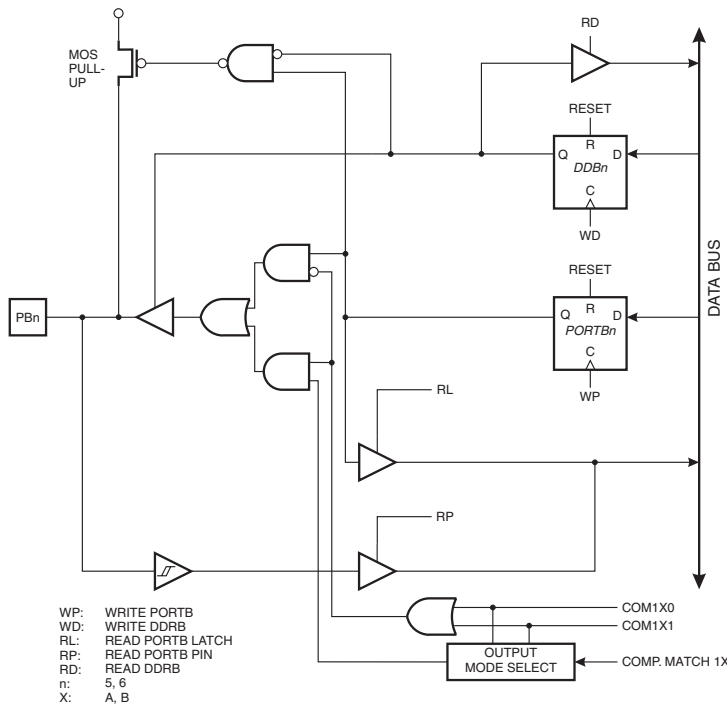 RD
MOS
PULL-
UP
RESET
R
Q
D
DDBn
C
WD
DATA BUS
RESET
R
Q
D
PBn
PORTBn
C
WP
RL
RP
WP: WRITE PORTB
WD: WRITE DDRB
RL: READ PORTB LATCH
RP: READ PORTB PIN
RD: READ DDRB
n: 5, 6
X: A, B
COM1X0
COM1X1
OUTPUT
MODE SELECT
COMP. MATCH 1X